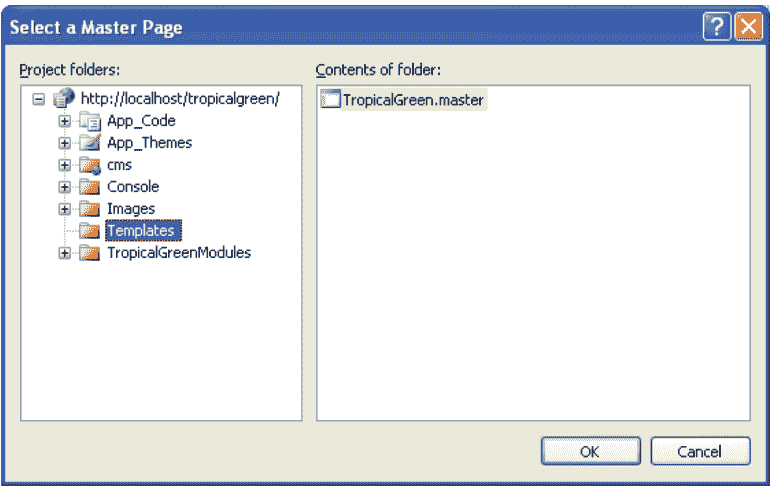 Select a Master Page
Project folders:
http://localhost/tropicalgreen/
App_Code
App_Themes
cms
Console
Images
Templates
TropicalGreenModules
Contents of folder:
TropicalGreen.master
OK
Cancel